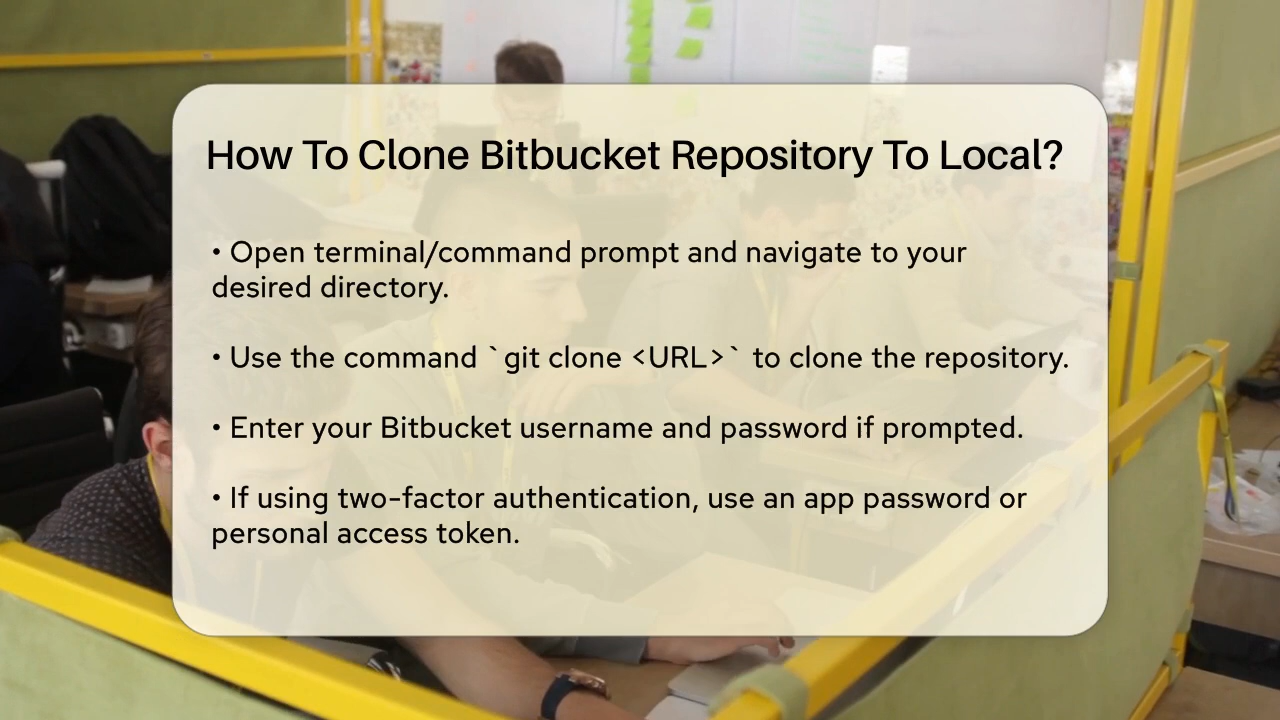 How To Clone Bitbucket Repository To Local?
• Open terminal/command prompt and navigate to your
desired directory.
• Use the command `git clone <URL>` to clone the repository.
• Enter your Bitbucket username and password if prompted.
• If using two-factor authentication, use an app password or
personal access token.